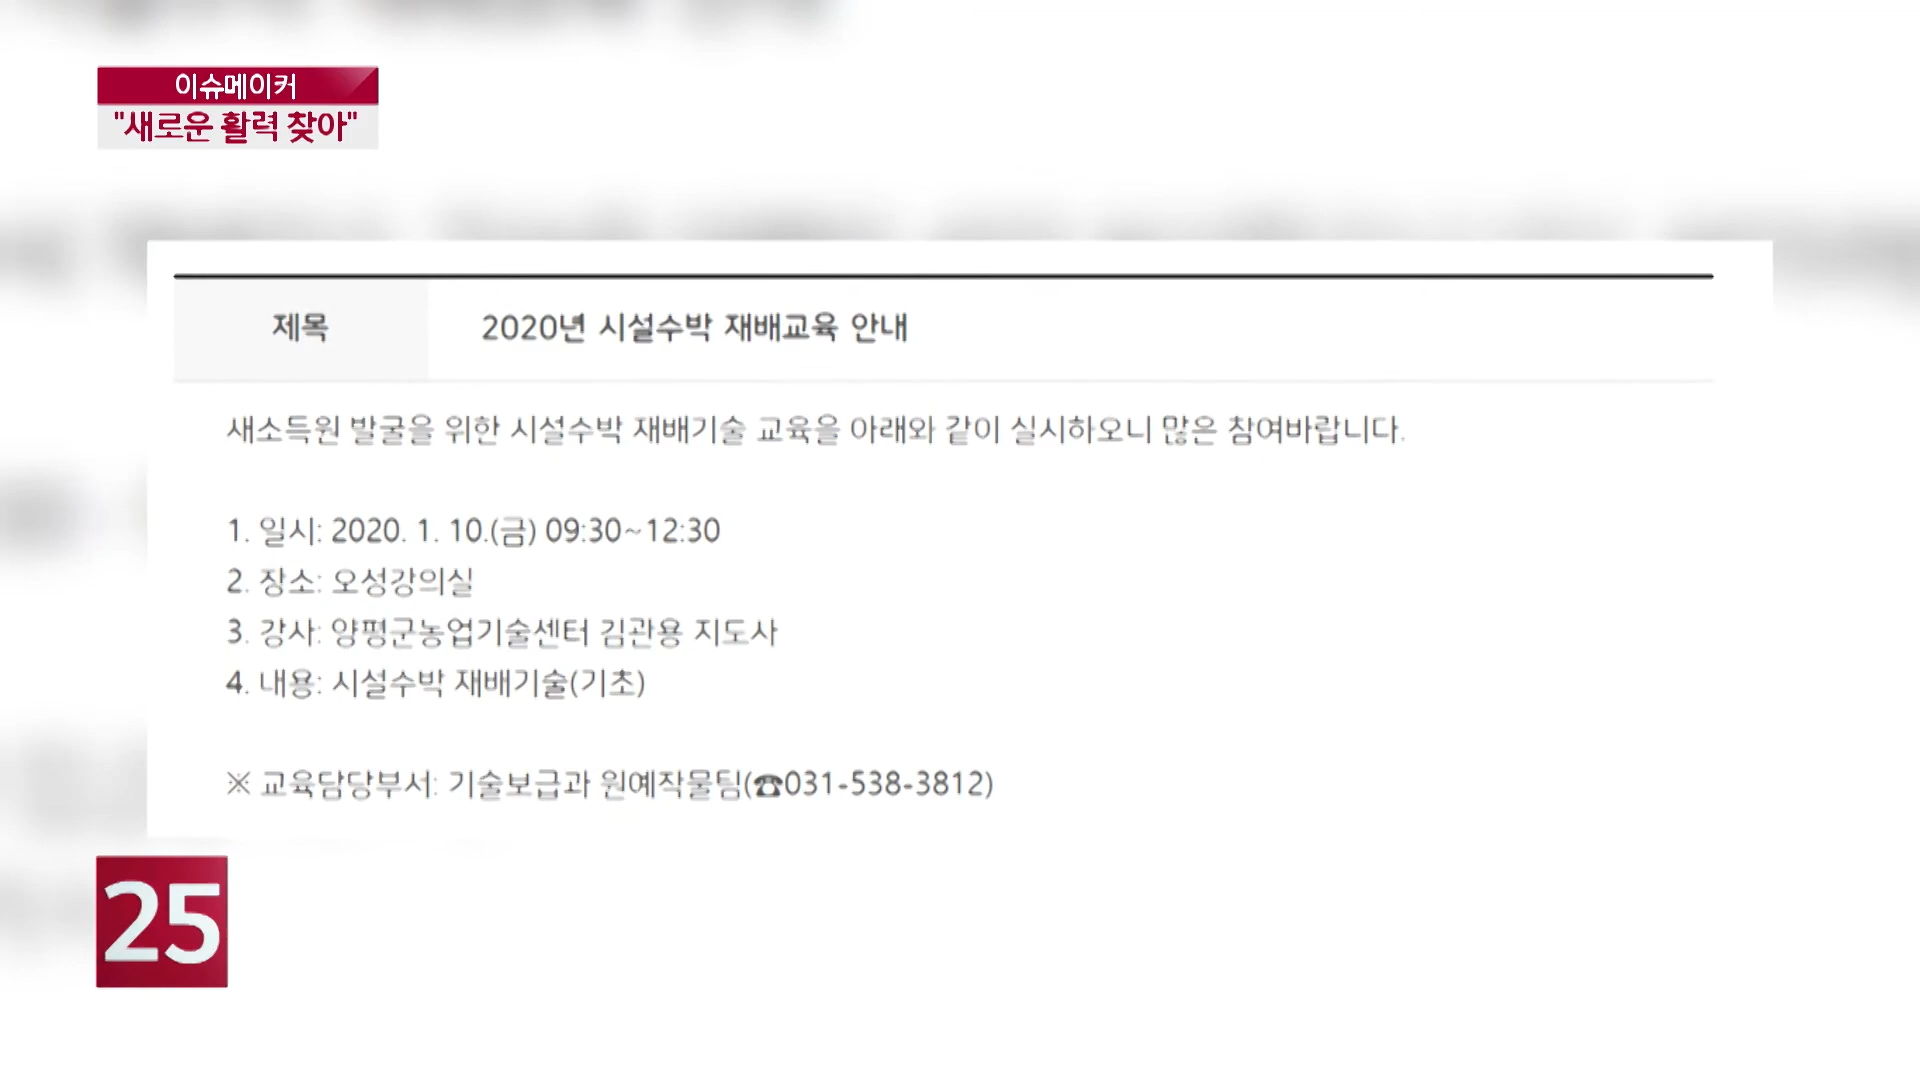 이슈메이커
"새로운 활력 찾아"
제목 2020년 시설수박 재배교육 안내
새소득원 발굴을 위한 시설수박 재배기술 교육을 아래와 같이 실시하오니 많은 참여바랍니다.
1. 일시: 2020. 1. 10.(금) 09:30~12:30
2. 장소: 오성강의실
3. 강사: 양평군농업기술센터 김관용 지도사
4. 내용: 시설수박 재배기술(기초)
※ 교육담당부서: 기술보급과 원예작물팀(☎031-538-3812)
25